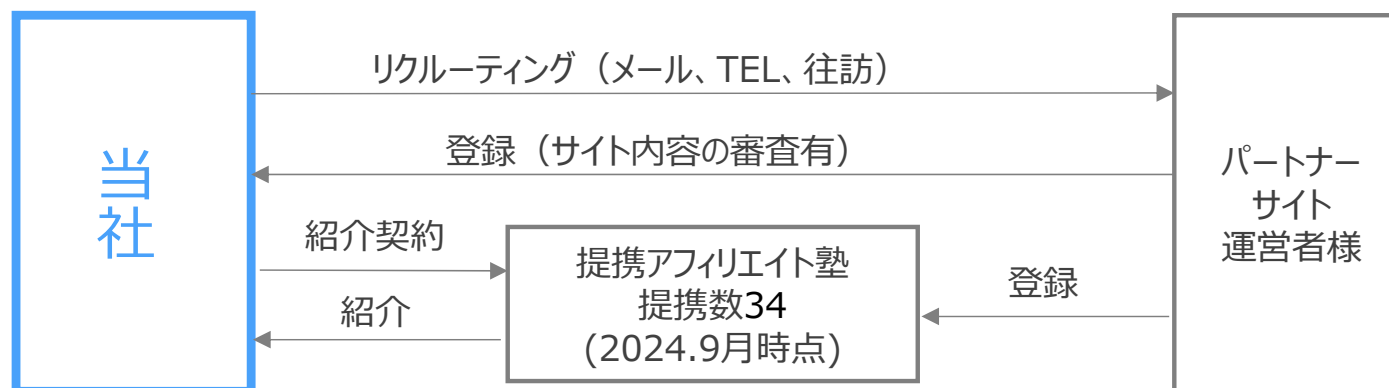 リクルーティング（メール、TEL、往訪）
登録（サイト内容の審査有）
当
社
紹介契約
紹介
提携アフィリエイト塾
提携数34
(2024.9月時点)
登録
パートナー
サイト
運営者様